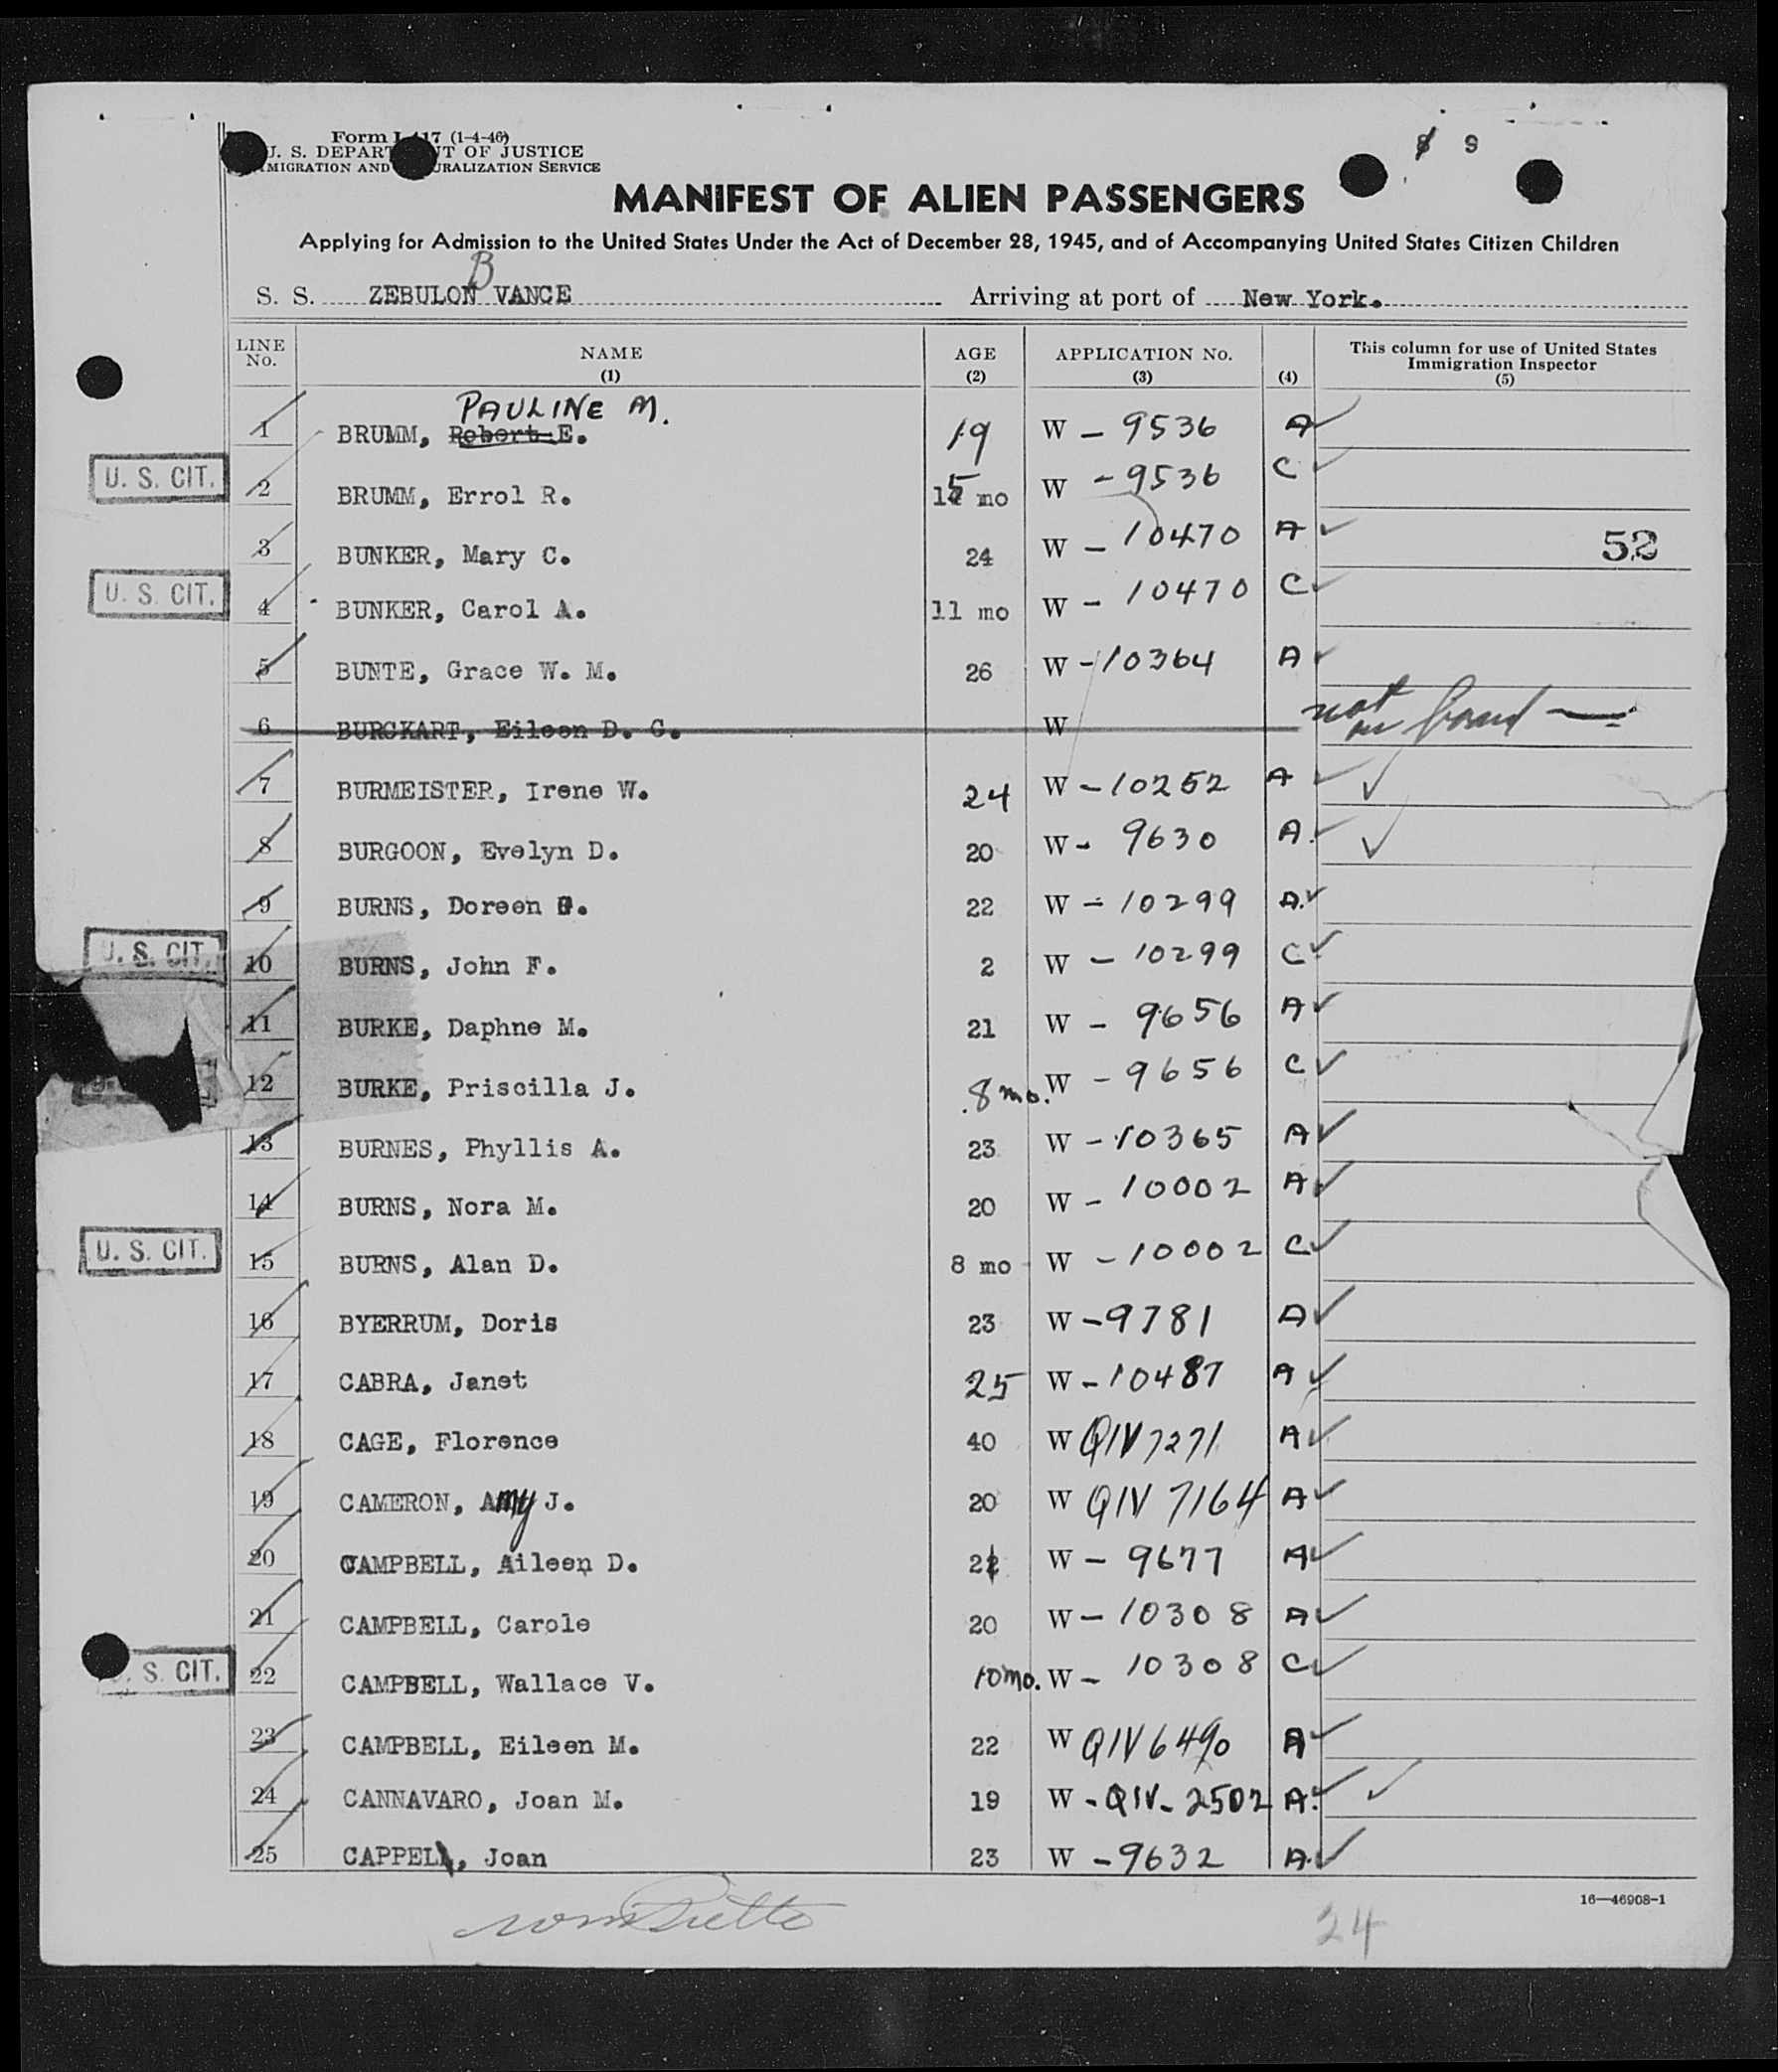 8 9
Form I-417 (1-4-46)
U. S. DEPARTMENT OF JUSTICE
IMMIGRATION AND NATURALIZATION SERVICE
MANIFEST OF ALIEN PASSENGERS
Applying for Admission to the United States Under the Act of December 28, 1945, and of Accompanying United States Citizen Children
B
S. S. ZEBULON VANCE Arriving at port of New York.
LINE No. NAME (1) AGE (2) APPLICATION No. (3) (4) This column for use of United States Immigration Inspector (5)
PAULINE M.
1 BRUMM, Robert E. 19 W - 9536 A
U. S. CIT. 2 BRUMM, Errol R. 15 mo W - 9536 C
3 BUNKER, Mary C. 24 W - 10470 A 52
U. S. CIT. 4 BUNKER, Carol A. 11 mo W - 10470 C
5 BUNTE, Grace W. M. 26 W - 10364 A
6 BURCKART, Eileen D. C. W not on board
7 BURMEISTER, Irene W. 24 W - 10252 A
8 BURGOON, Evelyn D. 20 W - 9630 A.
9 BURNS, Doreen G. 22 W - 10299 A.
U. S. CIT. 10 BURNS, John F. 2 W - 10299 C
11 BURKE, Daphne M. 21 W - 9656 A
12 BURKE, Priscilla J. 8 mo. W - 9656 C
13 BURNES, Phyllis A. 23 W - 10365 A
14 BURNS, Nora M. 20 W - 10002 A
U. S. CIT. 15 BURNS, Alan D. 8 mo W - 10002 C
16 BYERRUM, Doris 23 W - 9781 A
17 CABRA, Janet 25 W - 10487 A
18 CAGE, Florence 40 W QIV 7271 A
19 CAMERON, Amy J. 20 W QIV 7164 A
20 CAMPBELL, Aileen D. 22 W - 9677 A
21 CAMPBELL, Carole 20 W - 10308 A
S. CIT. 22 CAMPBELL, Wallace V. 10 mo. W - 10308 C
23 CAMPBELL, Eileen M. 22 W QIV 6490 A
24 CANNAVARO, Joan M. 19 W - QIV - 2502 A.
25 CAPPEL, Joan 23 W - 9632 A.
16—46908-1
24